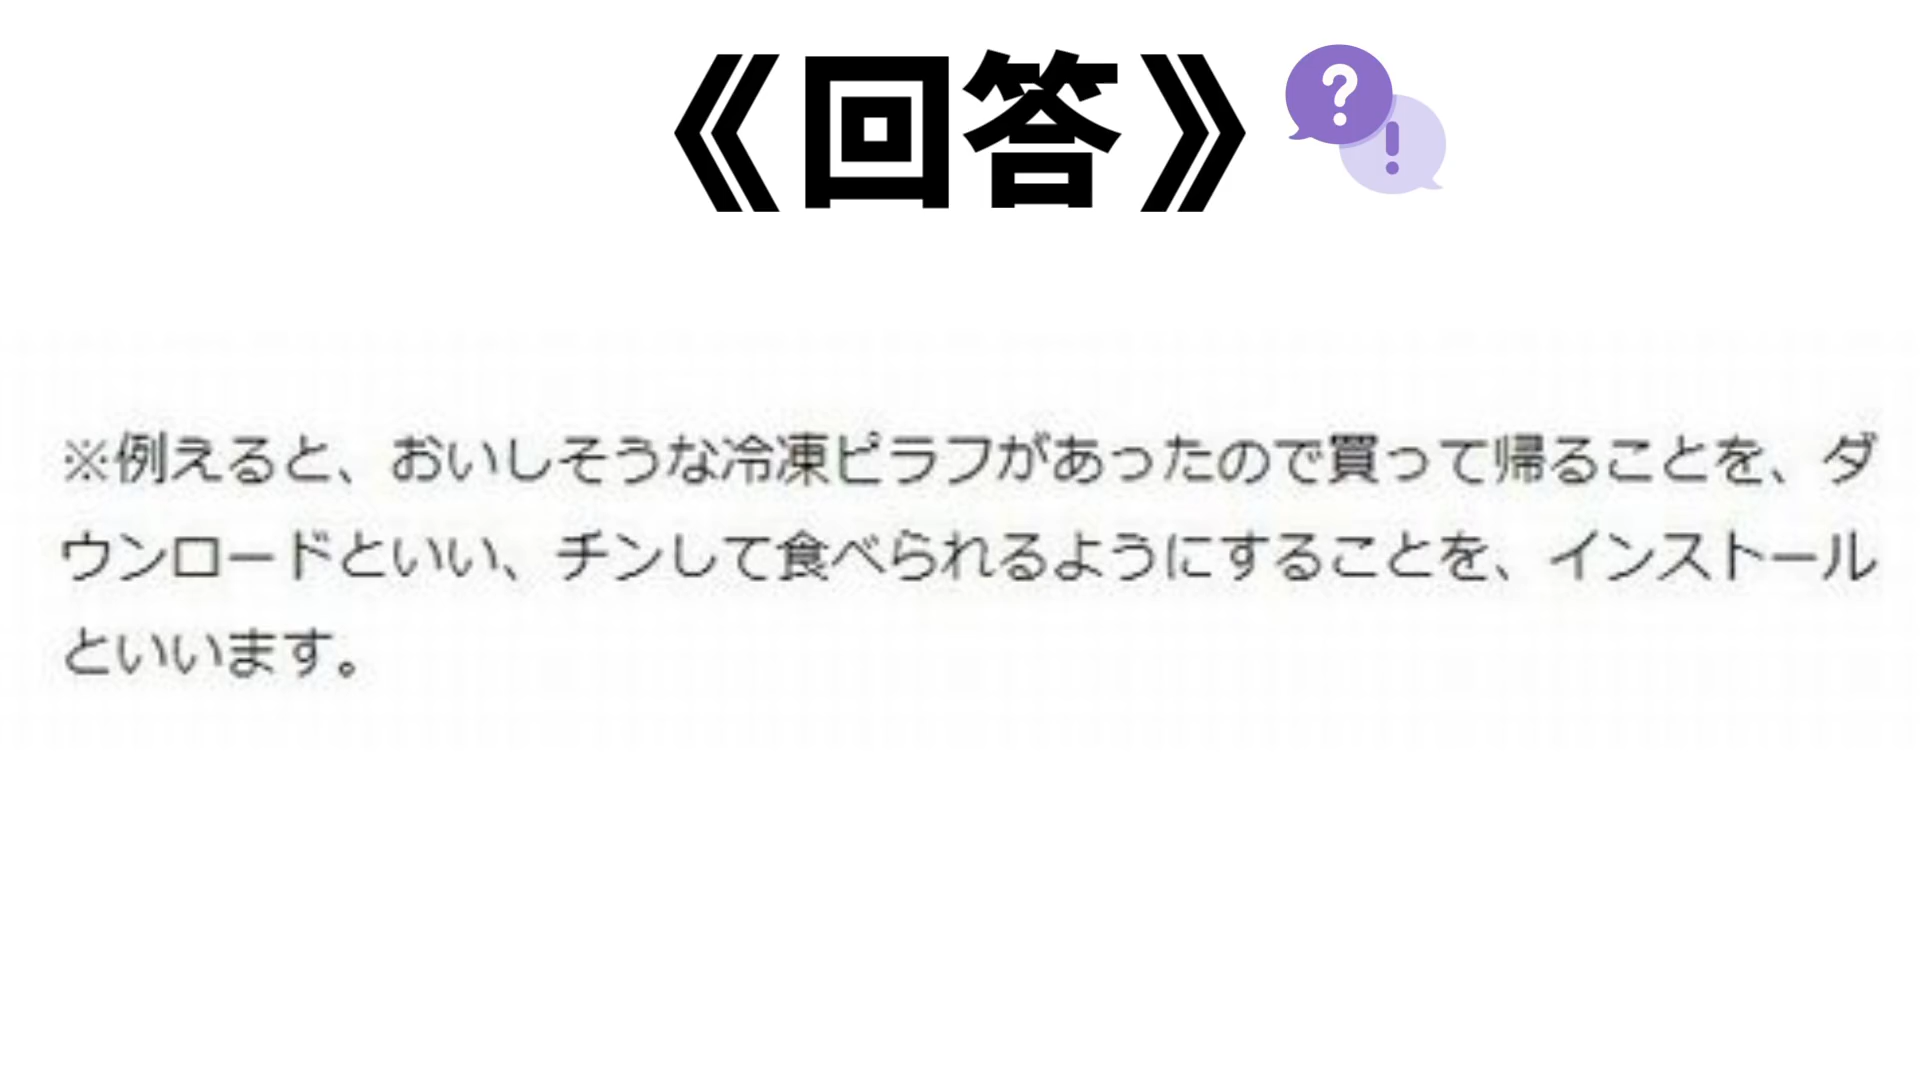 《回答》
?
!
※例えると、おいしそうな冷凍ピラフがあったので買って帰ることを、ダ
ウンロードといい、チンして食べられるようにすることを、インストール
といいます。